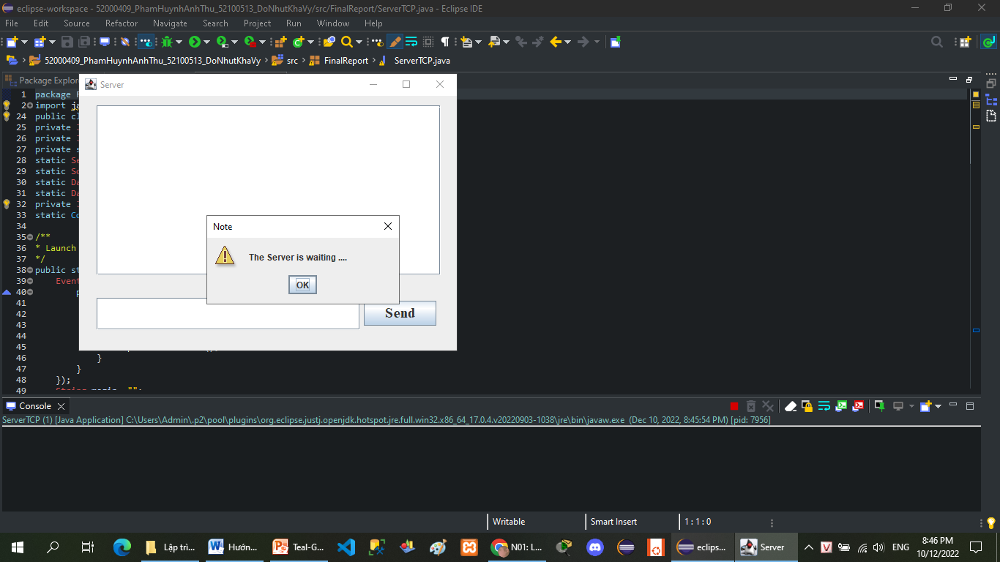 eclipse-workspace - 52000409_PhamHuynhAnhThu_52100513_DoNhutKhaVy/src/FinalReport/ServerTCP.java - Eclipse IDE
File Edit Source Refactor Navigate Search Project Run Window Help
52000409_PhamHuynhAnhThu_52100513_DoNhutKhaVy src FinalReport ServerTCP.java
Package Explor
Server
1 package F
2 import ja
24 public cl
25 private
26 private
27 private s
28 static Se
29 static So
30 static Da
31 static Da
32 private
33 static Co
34
35 /**
36 * Launch
37 */
38 public st
39 Event
40 p
41
42
43
44
45
46 }
47 }
48 });
49 String msgin="";
Note
The Server is waiting ....
OK
Send
Console
ServerTCP (1) [Java Application] C:\Users\Admin\.p2\pool\plugins\org.eclipse.justj.openjdk.hotspot.jre.full.win32.x86_64_17.0.4.v20220903-1038\jre\bin\javaw.exe (Dec 10, 2022, 8:45:54 PM) [pid: 7956]
Writable Smart Insert 1 : 1 : 0
Lập tri... Hướn... Teal-G... N01: L... eclips... Server ENG 8:46 PM
10/12/2022